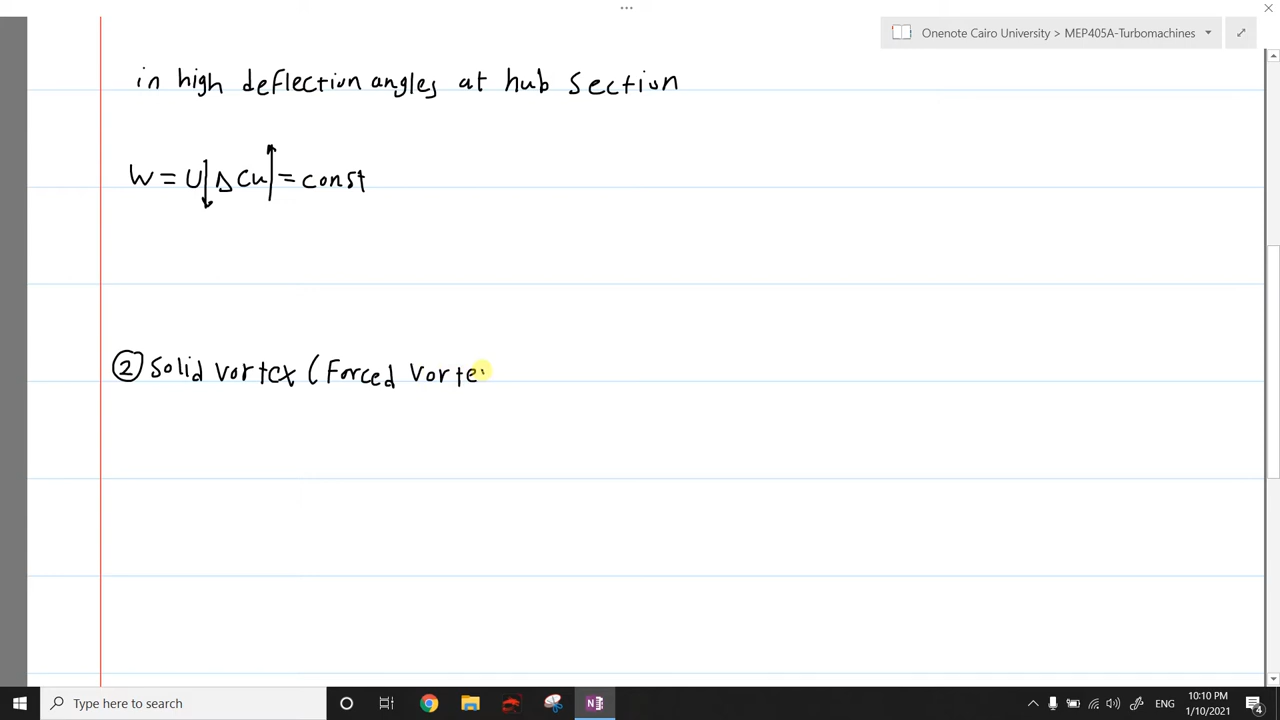 Onenote Cairo University > MEP405A-Turbomachines
in high deflection angles at hub section
W = U↓ ΔCu↑ = const
② Solid vortex (Forced Vorte
Type here to search
ENG
10:10 PM
1/10/2021
4